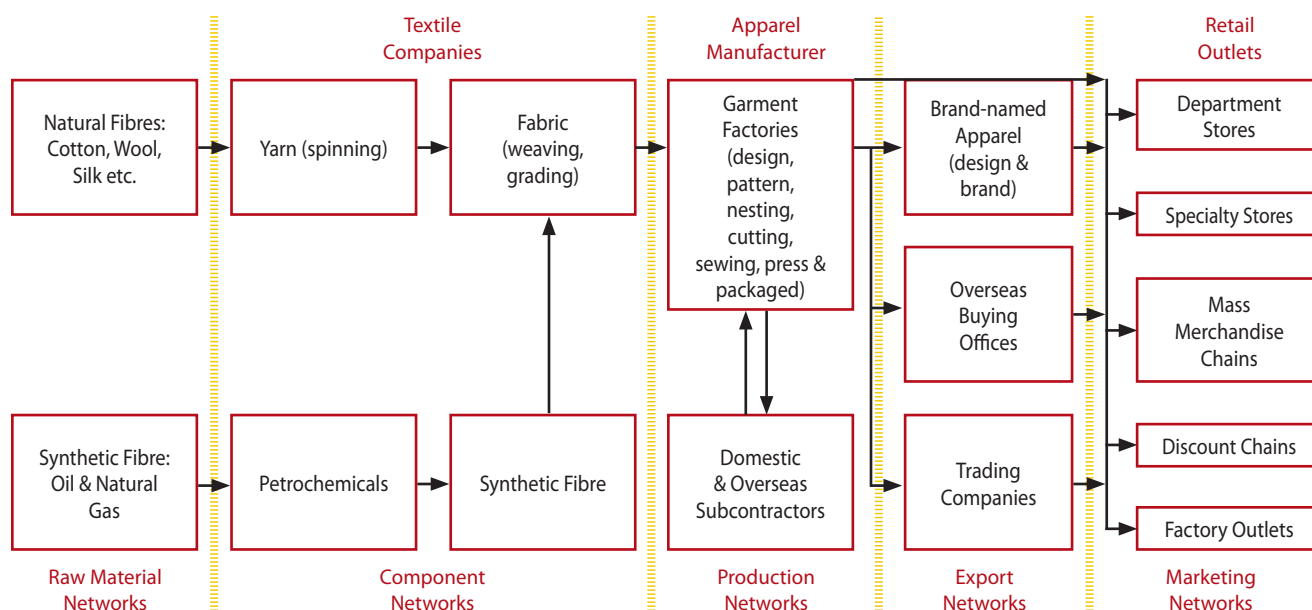 Textile
Companies
Apparel
Manufacturer
Retail
Outlets
Natural Fibres:
Cotton, Wool,
Silk etc.
Yarn (spinning)
Fabric
(weaving,
grading)
Garment
Factories
(design,
pattern,
nesting,
cutting,
sewing, press &
packaged)
Brand-named
Apparel
(design &
brand)
Department
Stores
Specialty Stores
Overseas
Buying
Offices
Mass
Merchandise
Chains
Synthetic Fibre:
Oil & Natural
Gas
Petrochemicals
Synthetic Fibre
Domestic
& Overseas
Subcontractors
Trading
Companies
Discount Chains
Factory Outlets
Raw Material
Networks
Component
Networks
Production
Networks
Export
Networks
Marketing
Networks